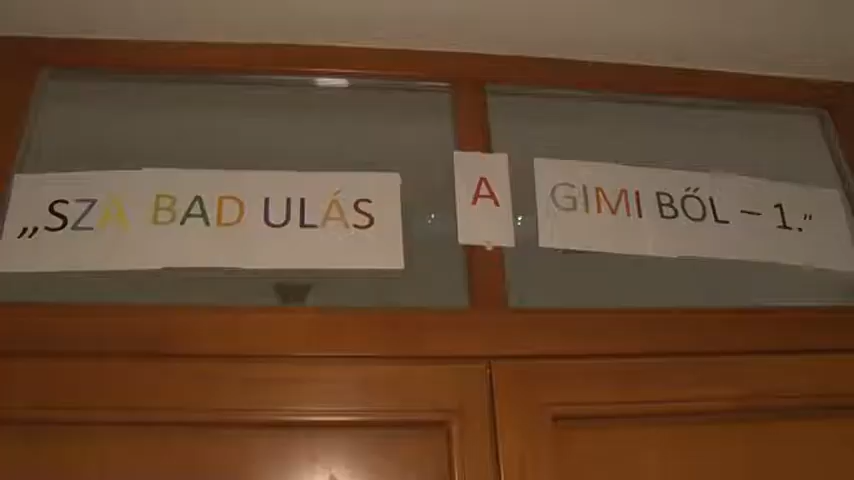 „SZA BAD ULÁS A GIMI BŐL – 1.”